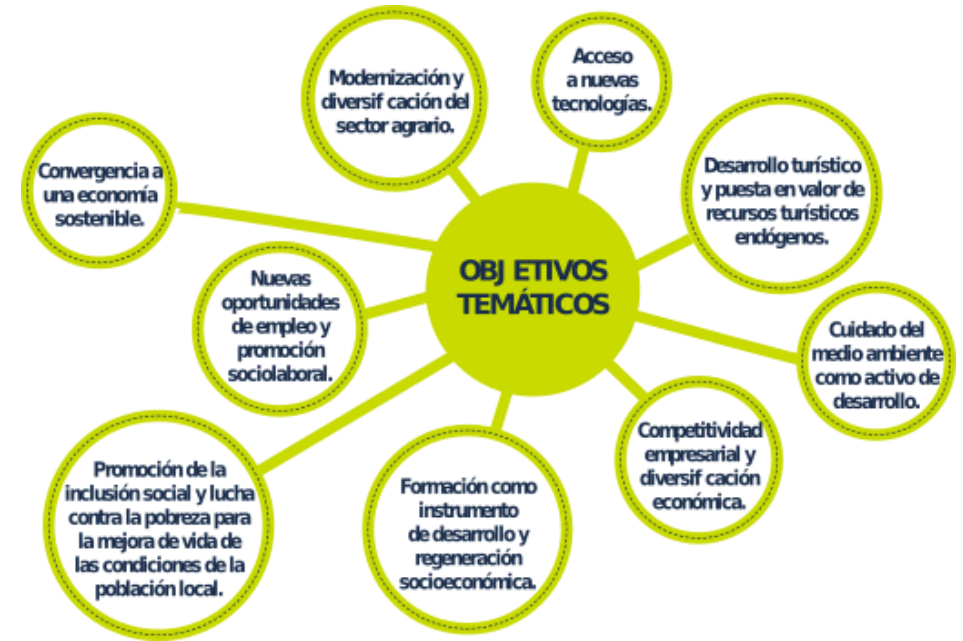 Modernización y
diversif cación del
sector agrario.
Acceso
a nuevas
tecnologías.
Convergencia a
una economía
sostenible.
Desarrollo turístico
y puesta en valor de
recursos turísticos
endógenos.
OBJ ETIVOS
TEMÁTICOS
Nuevas
oportunidades
de empleo y
promoción
sociolaboral.
Cuidado del
medio ambiente
como activo de
desarrollo.
Competitividad
empresarial y
diversif cación
económica.
Promoción de la
inclusión social y lucha
contra la pobreza para
la mejora de vida de
las condiciones de la
población local.
Formación como
instrumento
de desarrollo y
regeneración
socioeconómica.